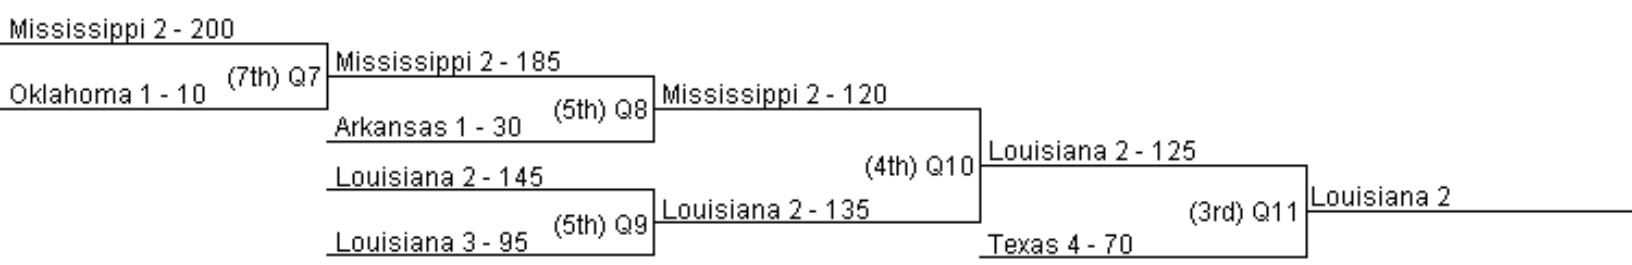 Mississippi 2 - 200
Oklahoma 1 - 10
(7th) Q7
Mississippi 2 - 185
Arkansas 1 - 30
(5th) Q8
Louisiana 2 - 145
Louisiana 3 - 95
(5th) Q9
Mississippi 2 - 120
Louisiana 2 - 135
(4th) Q10
Louisiana 2 - 125
Texas 4 - 70
(3rd) Q11
Louisiana 2